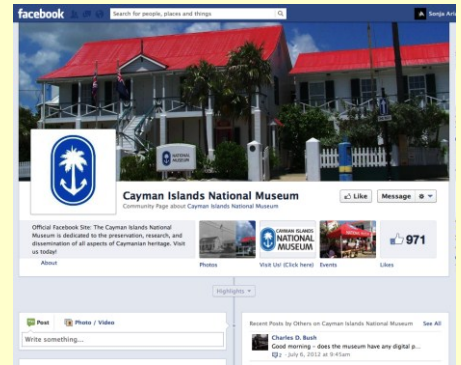 facebook
Search for people, places and things
Sonja Ari
NATIONAL
MUSEUM
Cayman Islands National Museum
Community Page about Cayman Islands National Museum
Like
Message
Official Facebook Site: The Cayman Islands National
Museum is dedicated to the preservation, research, and
dissemination of all aspects of Caymanian heritage. Visit
us today!
About
Photos
CAYMAN ISLANDS
NATIONAL
MUSEUM
Visit Us! (Click here)
Events
971
Likes
Highlights
Post
Photo / Video
Write something...
Recent Posts by Others on Cayman Islands National Museum
See All
Charles D. Bush
Good morning – does the museum have any digital p...
2 · July 6, 2012 at 9:45am